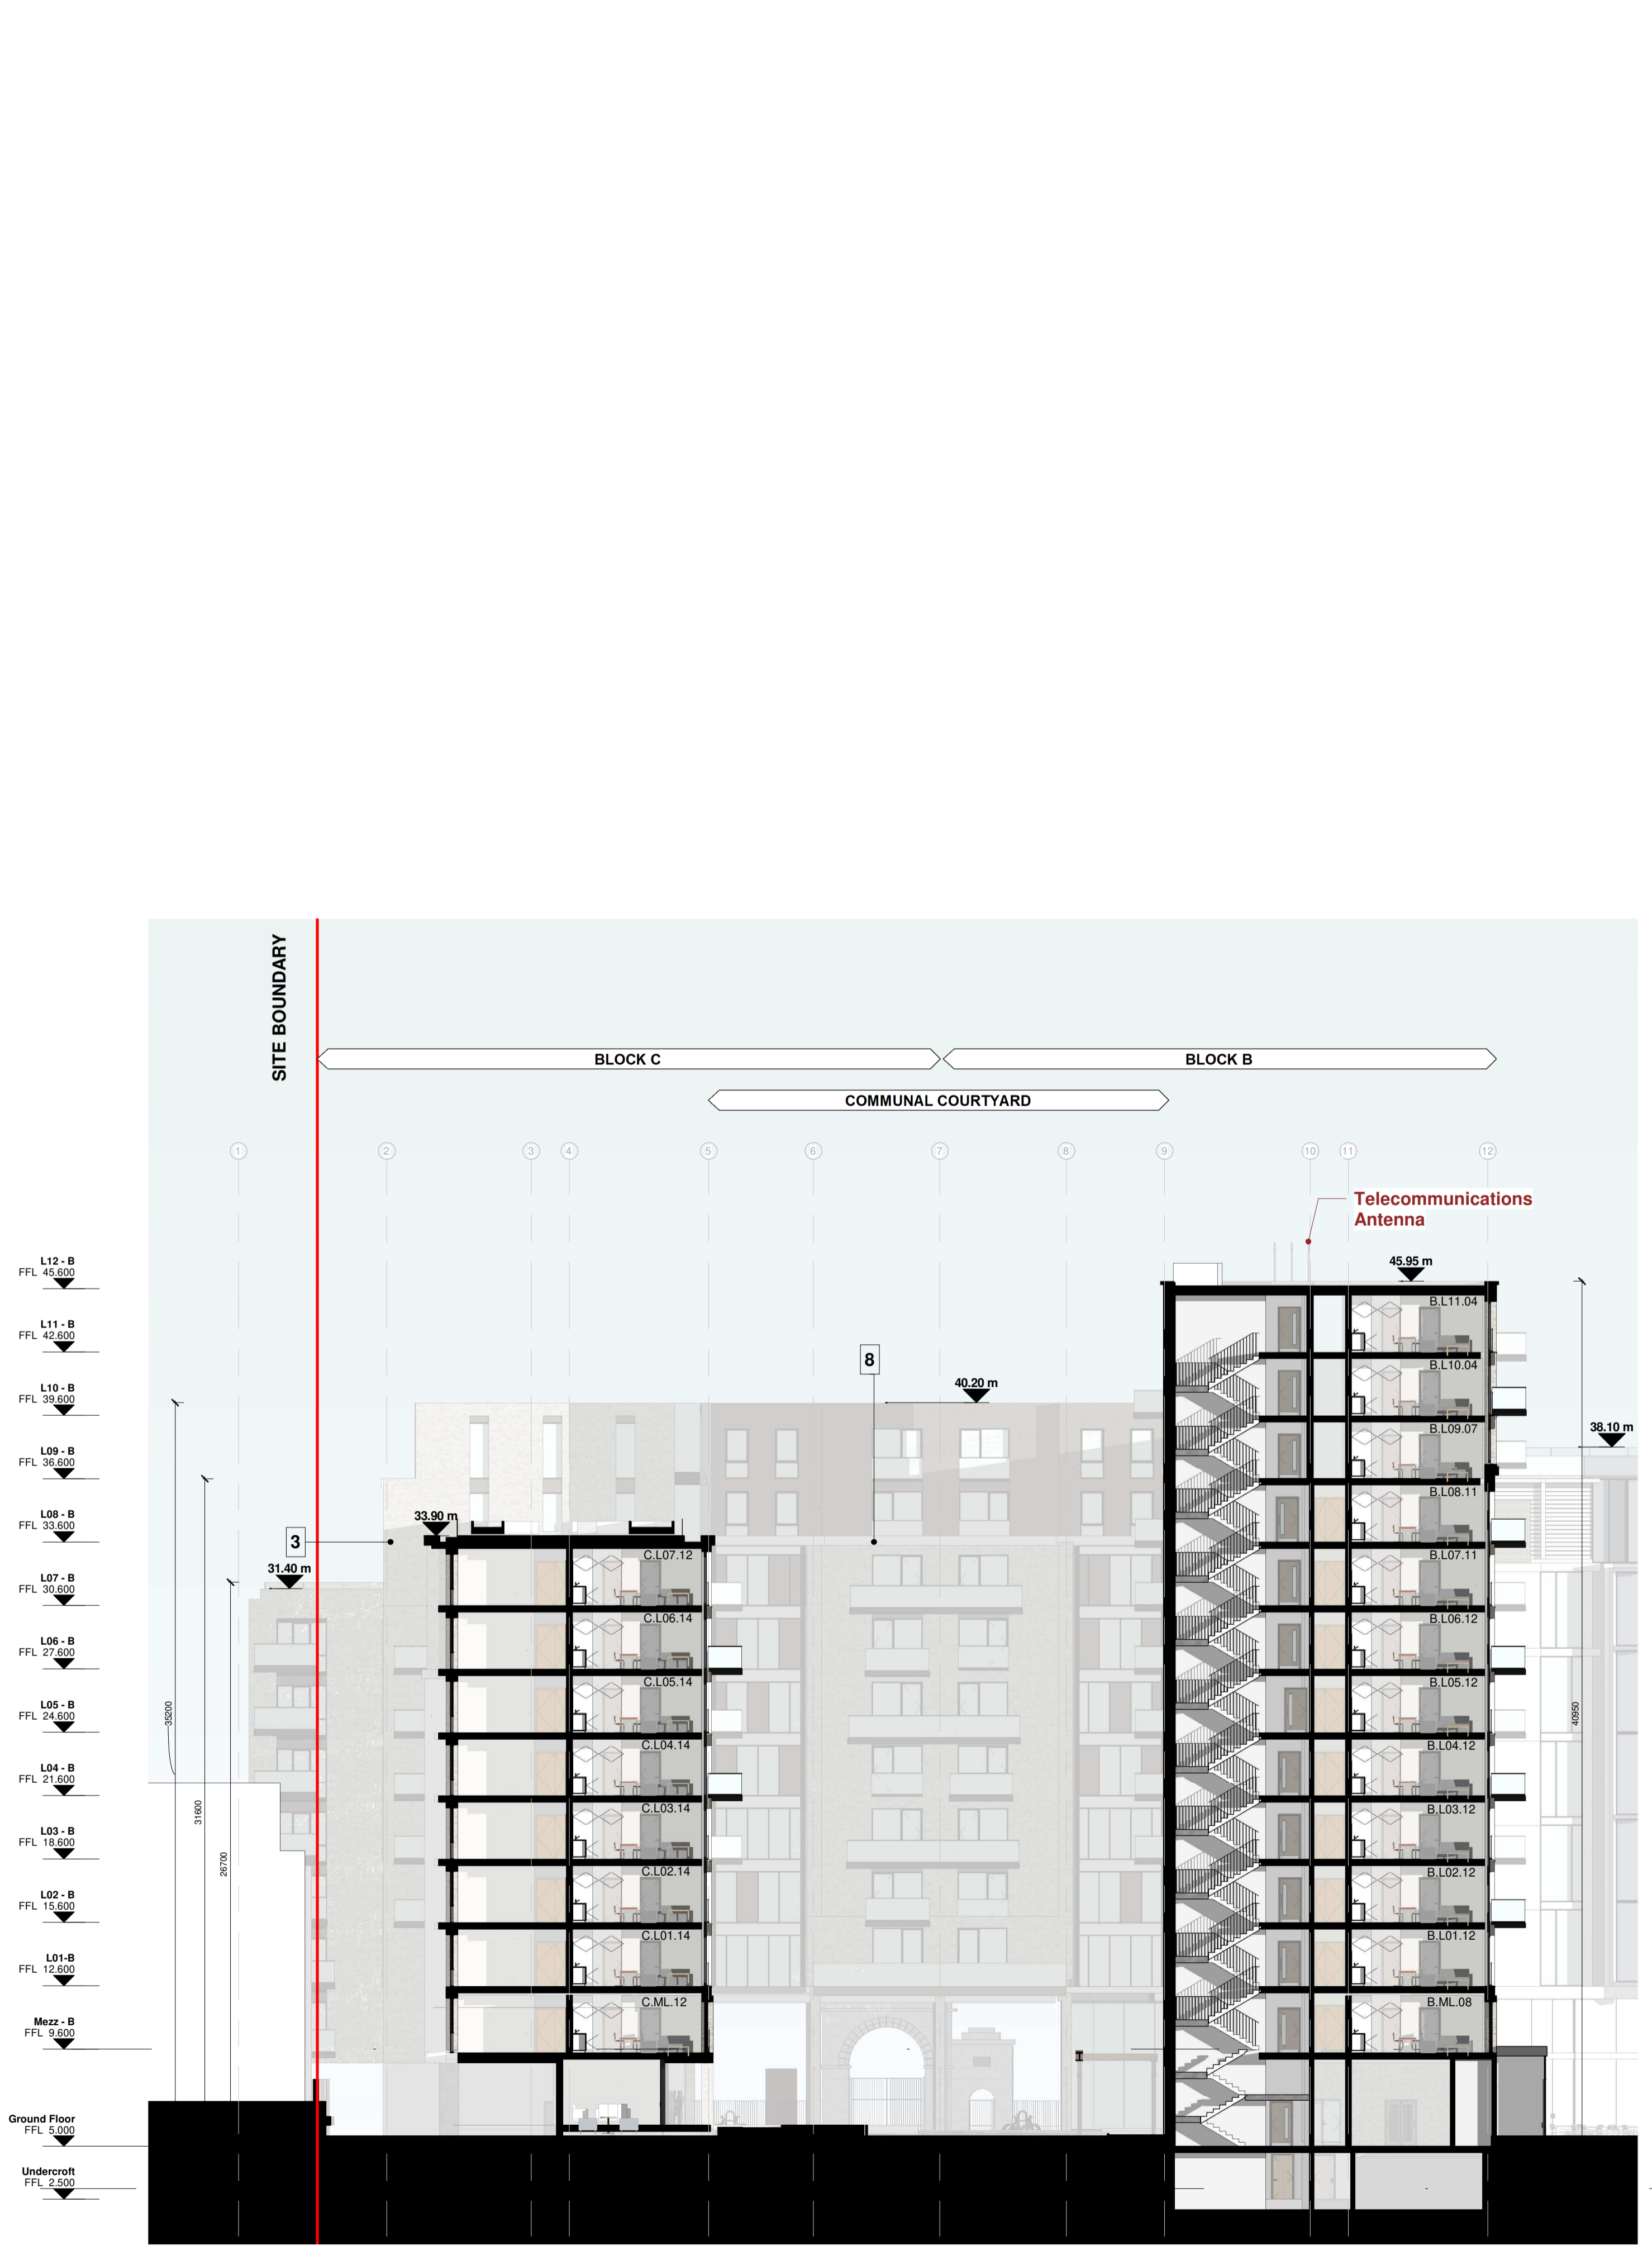 SITE BOUNDARY
BLOCK C
BLOCK B
COMMUNAL COURTYARD
1
2
3
4
5
6
7
8
9
10
11
12
Telecommunications
Antenna
L12 - B
FFL 45.600
45.95 m
B.L11.04
L11 - B
FFL 42.600
8
B.L10.04
L10 - B
FFL 39.600
40.20 m
B.L09.07
38.10 m
L09 - B
FFL 36.600
B.L08.11
L08 - B
FFL 33.600
33.90 m
3
C.L07.12
B.L07.11
L07 - B
FFL 30.600
31.40 m
C.L06.14
B.L06.12
L06 - B
FFL 27.600
C.L05.14
B.L05.12
L05 - B
FFL 24.600
35200
40950
C.L04.14
B.L04.12
L04 - B
FFL 21.600
31600
C.L03.14
B.L03.12
L03 - B
FFL 18.600
26700
C.L02.14
B.L02.12
L02 - B
FFL 15.600
C.L01.14
B.L01.12
L01-B
FFL 12.600
C.ML.12
B.ML.08
Mezz - B
FFL 9.600
Ground Floor
FFL 5.000
Undercroft
FFL 2.500